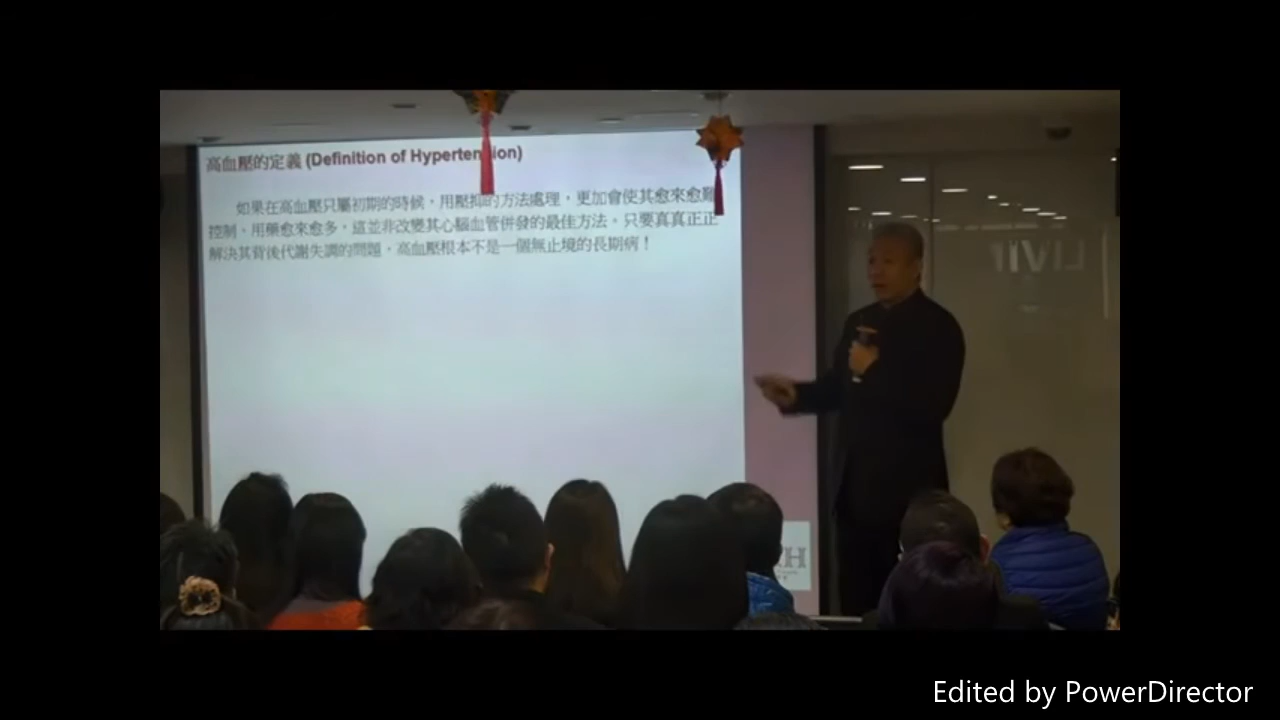 高血壓的定義 (Definition of Hypertension)
如果在高血壓只屬初期的時候，用壓抑的方法處理，更加會使其愈來愈難
控制，用藥愈來愈多，這並非改變其心腦血管併發的最佳方法。只要真真正正
解決其背後代謝失調的問題，高血壓根本不是一個無止境的長期病！
LIVIN
H
Edited by PowerDirector